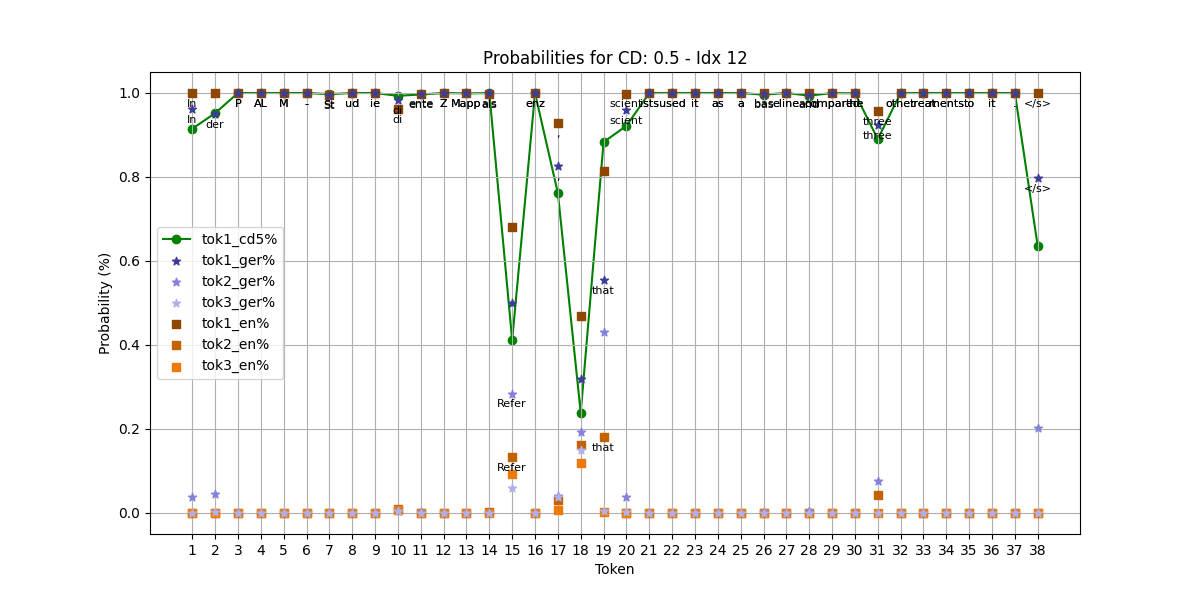 Probabilities for CD: 0.5 - Idx 12
1.0
0.8
0.6
0.4
0.2
0.0
Probability (%)
In
In
der
P
AL
M
-
St
ud
ie
di
di
ente
Z
Mapp
als
enz
scient
scient
ists
used
it
as
a
bas
eline
and
compared
the
three
three
other
treat
ments
to
it
.
</s>
</s>
Refer
Refer
that
that
tok1_cd5%
tok1_ger%
tok2_ger%
tok3_ger%
tok1_en%
tok2_en%
tok3_en%
1 2 3 4 5 6 7 8 9 10 11 12 13 14 15 16 17 18 19 20 21 22 23 24 25 26 27 28 29 30 31 32 33 34 35 36 37 38
Token